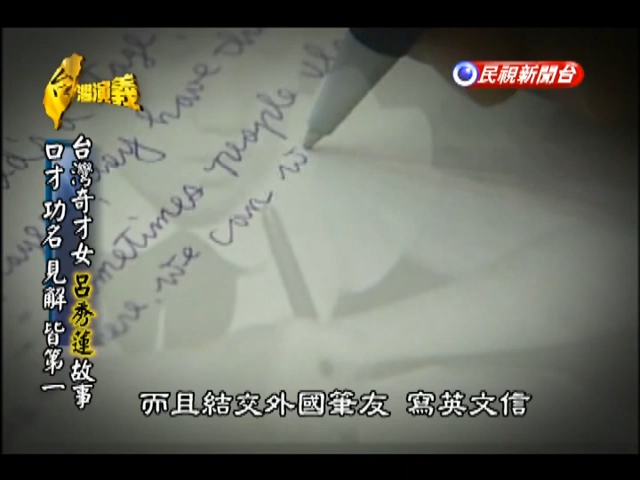 台灣演義
民視新聞台
台灣奇才女 呂秀蓮故事
口才 功名 見解 皆第一
have
sometimes people
we can w
而且結交外國筆友 寫英文信